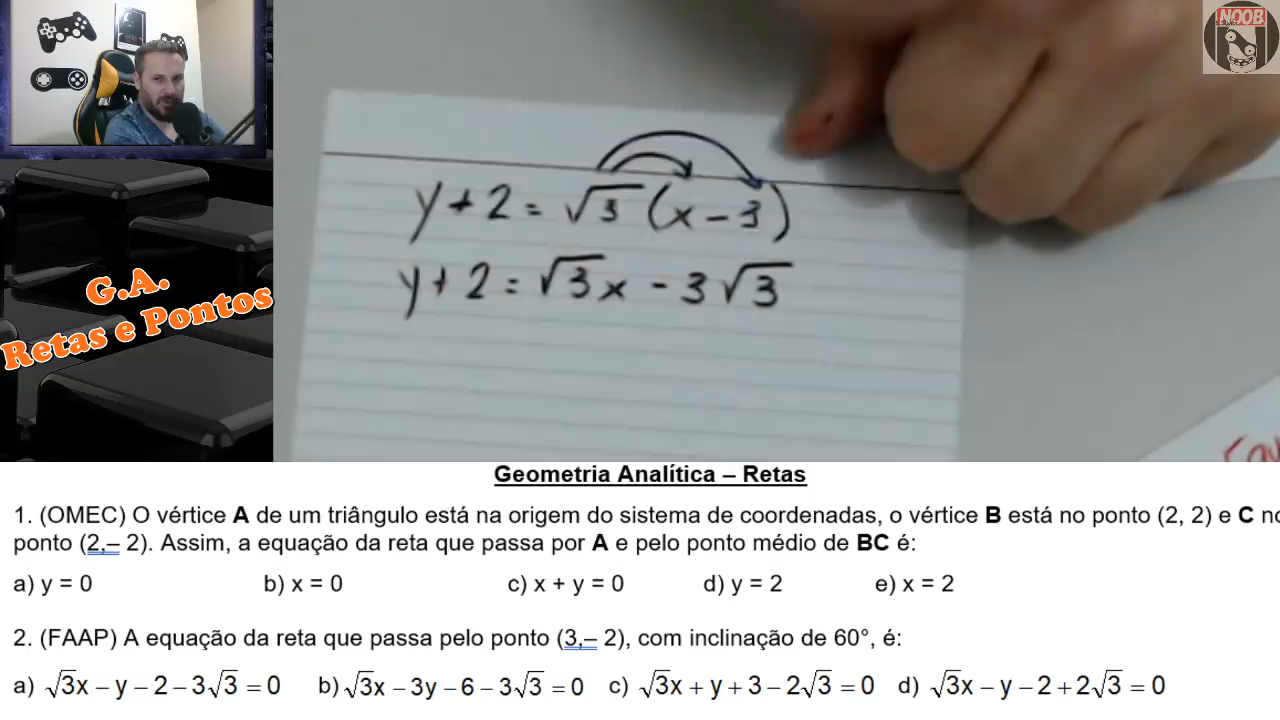 NOOB
y + 2 = √3 (x - 3)
y + 2 = √3x - 3√3
G.A.
Retas e Pontos
Geometria Analítica – Retas
1. (OMEC) O vértice A de um triângulo está na origem do sistema de coordenadas, o vértice B está no ponto (2, 2) e C no
ponto (2,– 2). Assim, a equação da reta que passa por A e pelo ponto médio de BC é:
a) y = 0 b) x = 0 c) x + y = 0 d) y = 2 e) x = 2
2. (FAAP) A equação da reta que passa pelo ponto (3,– 2), com inclinação de 60°, é:
a) √3x − y − 2 − 3√3 = 0 b) √3x − 3y − 6 − 3√3 = 0 c) √3x + y + 3 − 2√3 = 0 d) √3x − y − 2 + 2√3 = 0